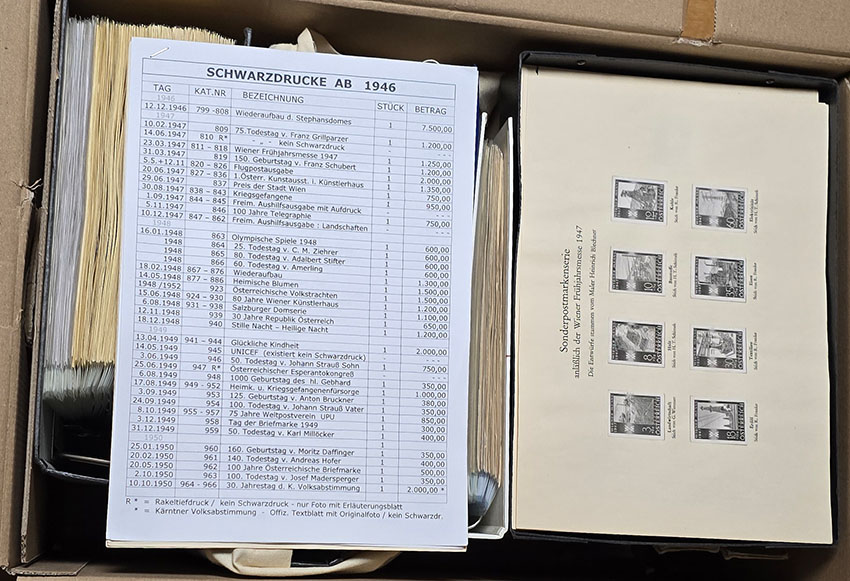 SCHWARZDRUCKE AB 1946
TAG KAT.NR BEZEICHNUNG STÜCK BETRAG
1946
12.12.1946 799 -808 Wiederaufbau d. Stephansdomes 1 7.500,00
1947
10.02.1947 809 75.Todestag v. Franz Grillparzer 1 1.200,00
14.06.1947 810 R* " „ - kein Schwarzdruck - - - -
23.03.1947 811 – 818 Wiener Frühjahrsmesse 1947 1 1.250,00
31.03.1947 819 150. Geburtstag v. Franz Schubert 1 1.200,00
5.5.+12.11 820 – 826 Flugpostausgabe 1 2.000,00
20.06.1947 827 – 836 1.Österr. Kunstausst. i. Künstlerhaus 1 1.350,00
29.06.1947 837 Preis der Stadt Wien 1 750,00
30.08.1947 838 – 843 Kriegsgefangene 1 950,00
1.09.1947 844 – 845 Freim. Aushilfsausgabe mit Aufdruck - - - -
5.11.1947 846 100 Jahre Telegraphie 1 750,00
10.12.1947 847 – 862 Freim. Aushilfsausgabe : Landschaften - - - -
1948
16.01.1948 863 Olympische Spiele 1948 1 600,00
1948 864 25. Todestag v. C. M. Ziehrer 1 600,00
1948 865 80. Todestag v. Adalbert Stifter 1 600,00
1948 866 60. Todestag v. Amerling 1 600,00
18.02.1948 867 – 876 Wiederaufbau 1 1.300,00
14.05.1948 877 – 886 Heimische Blumen 1 1.500,00
1948 /1952 923 Österreichische Volkstrachten 1 1.500,00
15.06.1948 924 – 930 80 Jahre Wiener Künstlerhaus 1 1.200,00
6.08.1948 931 – 938 Salzburger Domserie 1 1.100,00
12.11.1948 939 30 Jahre Republik Österreich 1 650,00
18.12.1948 940 Stille Nacht – Heilige Nacht 1 1.200,00
1949
13.04.1949 941 – 944 Glückliche Kindheit 1 2.000,00
14.05.1949 945 UNICEF (existiert kein Schwarzdruck) - - - -
3.06.1949 946 50. Todestag v. Johann Strauß Sohn 1 750,00
25.06.1949 947 R* Österreichischer Esperantokongreß - - - -
6.08.1949 948 1000 Geburtstag des hl. Gebhard 1 350,00
17.08.1949 949 -952 Heimk. u. Kriegsgefangenenfürsorge 1 1.000,00
3.09.1949 953 125. Geburtstag v. Anton Bruckner 1 380,00
24.09.1949 954 100. Todestag v. Johann Strauß Vater 1 350,00
8.10.1949 955 – 957 75 Jahre Weltpostverein UPU 1 850,00
3.12.1949 958 Tag der Briefmarke 1949 1 300,00
31.12.1949 959 50. Todestag v. Karl Millöcker 1 400,00
1950
25.01.1950 960 160. Geburtstag v. Moritz Daffinger 1 350,00
20.02.1950 961 140. Todestag v. Andreas Hofer 1 400,00
20.05.1950 962 100 Jahre Österreichische Briefmarke 1 500,00
2.10.1950 963 100. Todestag v. Josef Madersperger 1 350,00
10.10.1950 964 - 966 30. Jahrestag d. K. Volksabstimmung 1 2.000,00 *
R * = Rakeltiefdruck / kein Schwarzdruck - nur Foto mit Erläuterungsblatt
* = Kärntner Volksabstimmung - Offiz. Textblatt mit Originalfoto / kein Schwarzdr.
Sonderpostmarkenserie
anläßlich der Wiener Frühjahrsmesse 1947
Die Entwürfe stammen vom Maler Heinrich Blechner